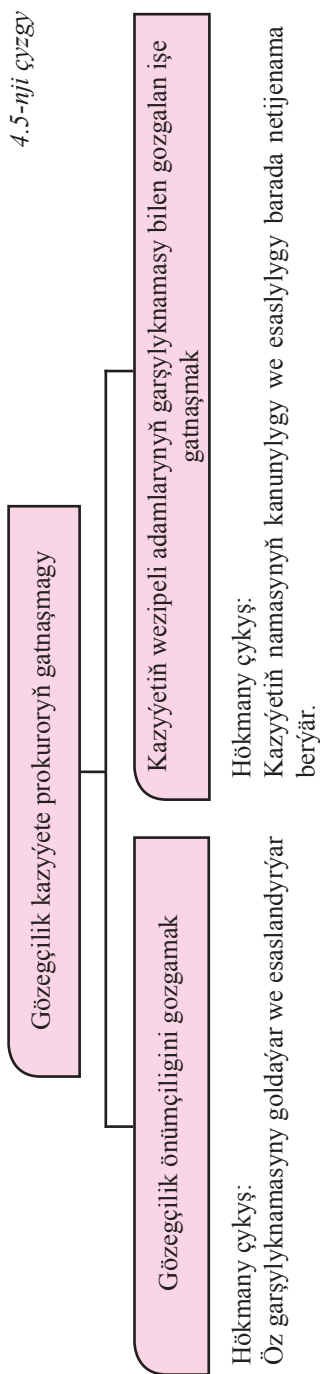 4.5-nji çyzgy
Gözegçilik kazyýete prokuroryň gatnaşmagy
Gözegçilik önümçiligini gozgamak
Hökmany çykyş:
Öz garşylyknamasyny goldaýar we esaslandyrýar
Kazyýetiň wezipeli adamlarynyň garşylyknamasy bilen gozgalan işe
gatnaşmak
Hökmany çykyş:
Kazyýetiň namasynyň kanunylygy we esaslylygy barada netijenama
berýär.